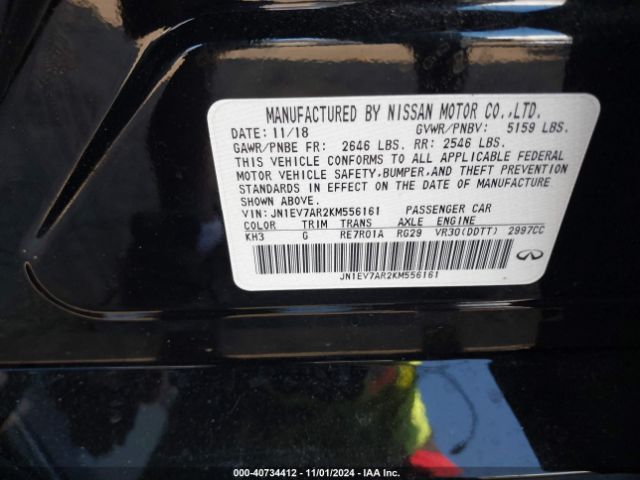 MANUFACTURED BY NISSAN MOTOR CO.,LTD.
DATE: 11/18 GVWR/PNBV: 5159 LBS.
GAWR/PNBE FR: 2646 LBS. RR: 2546 LBS.
THIS VEHICLE CONFORMS TO ALL APPLICABLE FEDERAL
MOTOR VEHICLE SAFETY,BUMPER,AND THEFT PREVENTION
STANDARDS IN EFFECT ON THE DATE OF MANUFACTURE
SHOWN ABOVE.
VIN: JN1EV7AR2KM556161 PASSENGER CAR
COLOR TRIM TRANS AXLE ENGINE
KH3 G RE7R01A RG29 VR30(DDTT) 2997CC
JN1EV7AR2KM556161
000-40734412 - 11/01/2024 - IAA Inc.